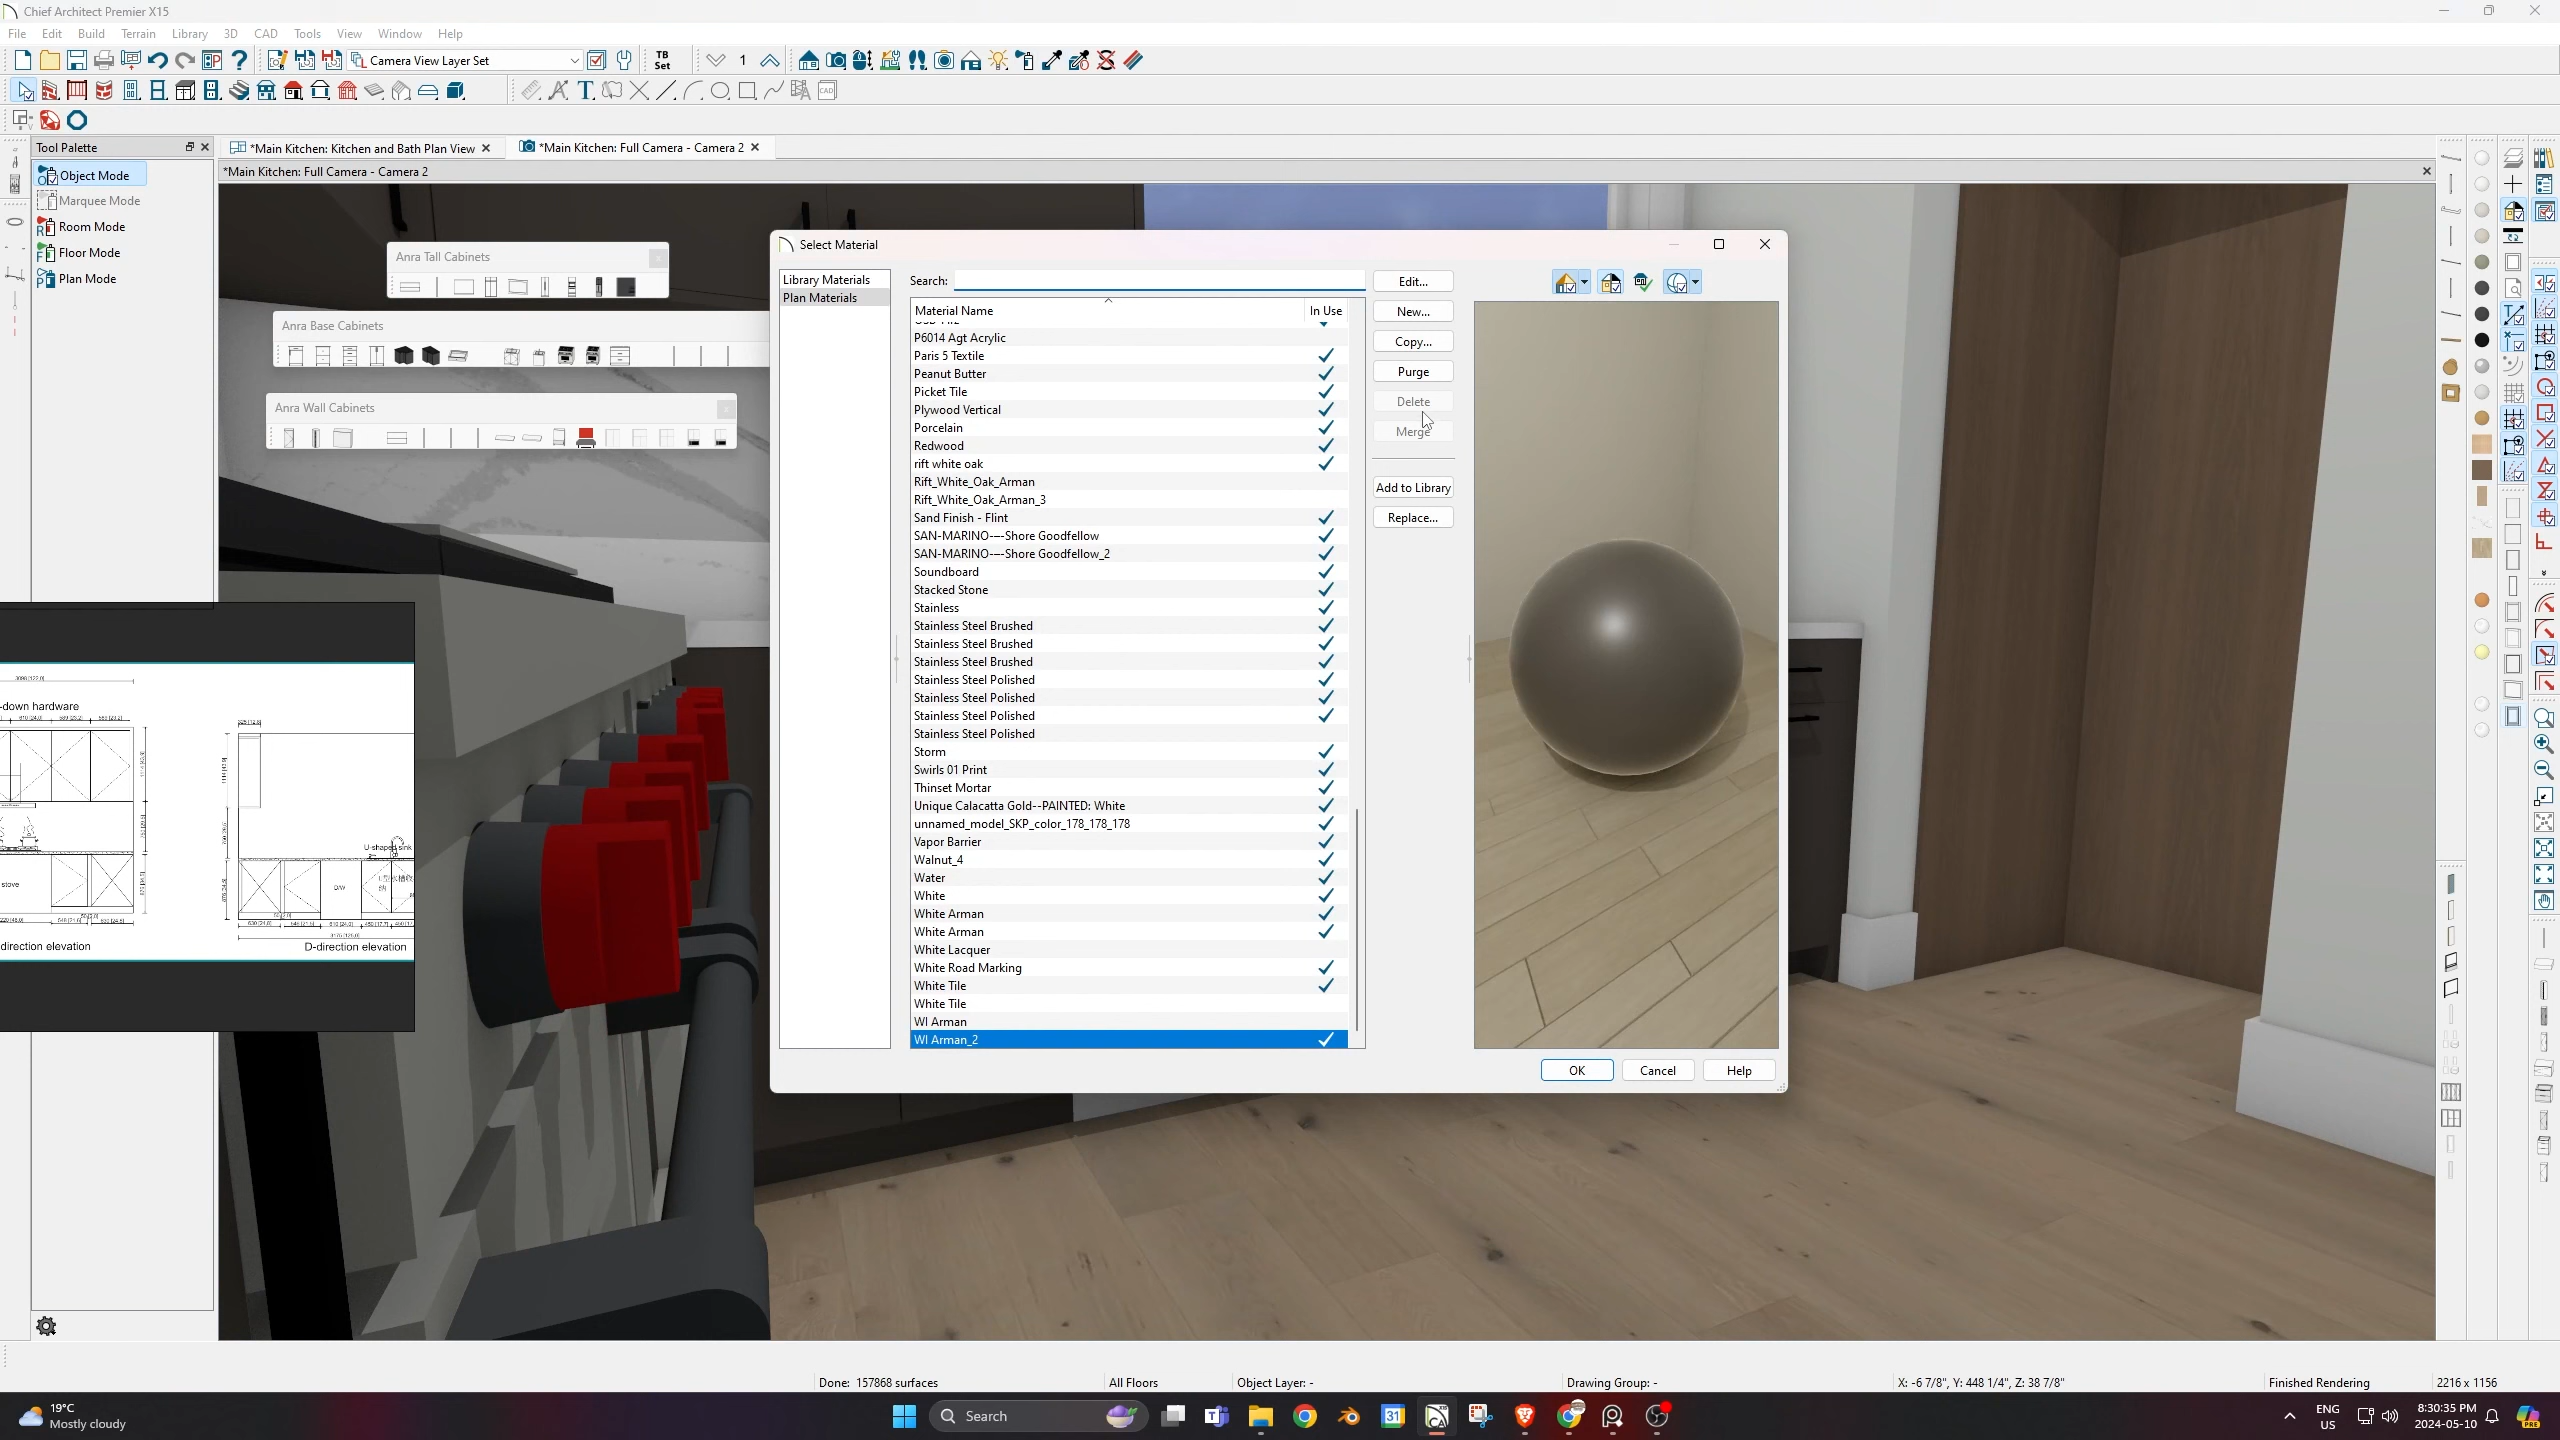 Chief Architect Premier X15
File Edit Build Terrain Library 3D CAD Tools View Window Help
Camera View Layer Set
TB Set
1
Tool Palette
*Main Kitchen: Kitchen and Bath Plan View
*Main Kitchen: Full Camera - Camera 2
*Main Kitchen: Full Camera - Camera 2
Object Mode
Marquee Mode
Room Mode
Floor Mode
Plan Mode
Anra Tall Cabinets
Anra Base Cabinets
Anra Wall Cabinets
-down hardware
U-shaped sink
stove
D/W
direction elevation
D-direction elevation
Select Material
Library Materials
Plan Materials
Search:
Material Name In Use
P6014 Agt Acrylic
Paris 5 Textile
Peanut Butter
Picket Tile
Plywood Vertical
Porcelain
Redwood
rift white oak
Rift_White_Oak_Arman
Rift_White_Oak_Arman_3
Sand Finish - Flint
SAN-MARINO---Shore Goodfellow
SAN-MARINO---Shore Goodfellow_2
Soundboard
Stacked Stone
Stainless
Stainless Steel Brushed
Stainless Steel Brushed
Stainless Steel Brushed
Stainless Steel Polished
Stainless Steel Polished
Stainless Steel Polished
Stainless Steel Polished
Storm
Swirls 01 Print
Thinset Mortar
Unique Calacatta Gold--PAINTED: White
unnamed_model_SKP_color_178_178_178
Vapor Barrier
Walnut_4
Water
White
White Arman
White Arman
White Lacquer
White Road Marking
White Tile
White Tile
WI Arman
WI Arman_2
Edit...
New...
Copy...
Purge
Delete
Merge
Add to Library
Replace...
OK Cancel Help
Done: 157868 surfaces All Floors Object Layer: - Drawing Group: - X: -6 7/8", Y: 448 1/4", Z: 38 7/8" Finished Rendering 2216 x 1156
19°C
Mostly cloudy
Search
31
ENG
US
8:30:35 PM
2024-05-10